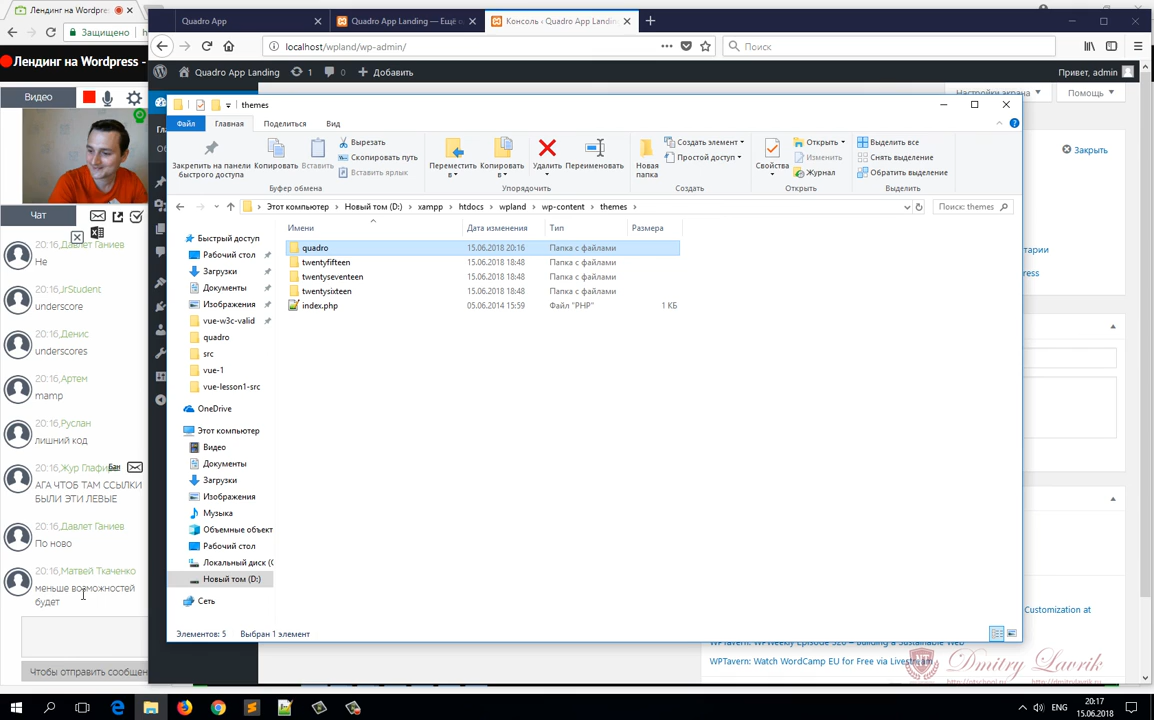 Лендинг на
Защищено
Лендинг на Wordpress -
Видео
Чат
20:16, Давлет Ганиев
Не
20:16, JrStudent
underscore
20:16, Денис
underscores
20:16, Артем
mamp
20:16, Руслан
лишний код
20:16, Жур Глафи
Бан
АГА ЧТОБ ТАМ ССЫЛКИ
БЫЛИ ЭТИ ЛЕВЫЕ
20:16, Давлет Ганиев
По ново
20:16, Матвей Ткаченко
меньше возможностей
будет
Чтобы отправить сообщен
Quadro App
Quadro App Landing — Ещё
Консоль ‹ Quadro App Landing
localhost/wpland/wp-admin/
Поиск
Quadro App Landing
1
0
Добавить
Привет, admin
Настройки экрана
Помощь
Закрыть
тарии
ress
themes
Файл
Главная
Поделиться
Вид
Закрепить на панели
быстрого доступа
Копировать
Вставить
Вырезать
Скопировать путь
Вставить ярлык
Буфер обмена
Переместить
в
Копировать
в
Удалить
Переименовать
Упорядочить
Новая
папка
Создать элемент
Простой доступ
Создать
Свойства
Открыть
Изменить
Журнал
Открыть
Выделить все
Снять выделение
Обратить выделение
Выделить
Этот компьютер
Новый том (D:)
xampp
htdocs
wpland
wp-content
themes
Поиск: themes
Имени
Дата изменения
Тип
Размера
quadro 15.06.2018 20:16 Папка с файлами
twentyfifteen 15.06.2018 18:48 Папка с файлами
twentyseventeen 15.06.2018 18:48 Папка с файлами
twentysixteen 15.06.2018 18:48 Папка с файлами
index.php 05.06.2014 15:59 Файл "PHP" 1 КБ
Быстрый доступ
Рабочий стол
Загрузки
Документы
Изображения
vue-w3c-valid
quadro
src
vue-1
vue-lesson1-src
OneDrive
Этот компьютер
Видео
Документы
Загрузки
Изображения
Музыка
Объемные объект
Рабочий стол
Локальный диск (C
Новый том (D:)
Сеть
Элементов: 5
Выбран 1 элемент
Customization at
WPTavern: Watch WordCamp EU for Free via Livestream
Dmitry Lavrik
ENG
20:17
15.06.2018